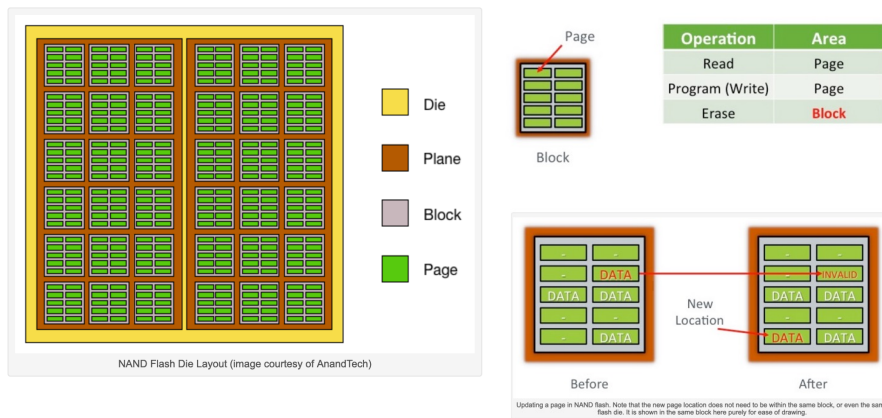 Die
Plane
Block
Page
NAND Flash Die Layout (image courtesy of AnandTech)
Page
Block
Operation Area
Read Page
Program (Write) Page
Erase Block
- -
- DATA
DATA DATA
- -
- DATA
Before
New
Location
- -
- INVALID
DATA DATA
- -
DATA DATA
After
Updating a page in NAND flash. Note that the new page location does not need to be within the same block, or even the
flash die. It is shown in the same block here purely for ease of drawing.